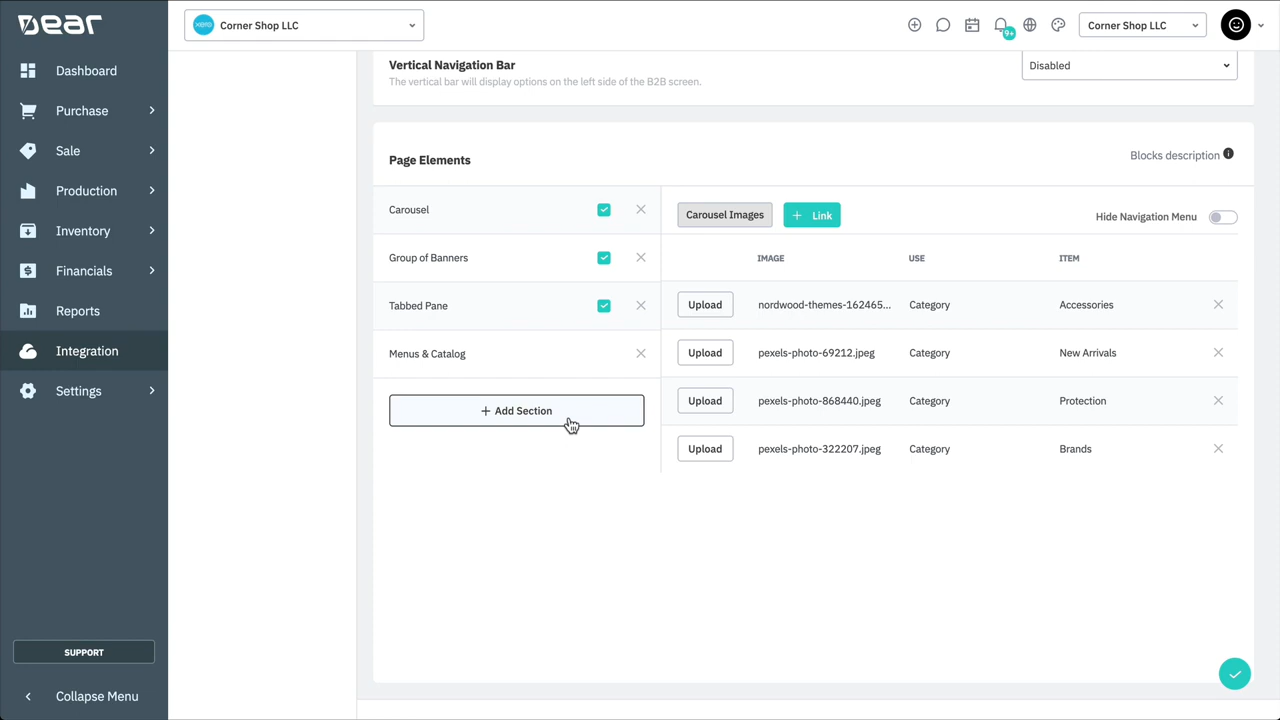 Dear
xero
Corner Shop LLC
9+
Corner Shop LLC
Dashboard
Purchase
Sale
Production
Inventory
Financials
Reports
Integration
Settings
SUPPORT
Collapse Menu
Vertical Navigation Bar
The vertical bar will display options on the left side of the B2B screen.
Disabled
Page Elements
Blocks description
Carousel
Group of Banners
Tabbed Pane
Menus & Catalog
+ Add Section
Carousel Images
+ Link
Hide Navigation Menu
IMAGE USE ITEM
Upload nordwood-themes-162465... Category Accessories
Upload pexels-photo-69212.jpeg Category New Arrivals
Upload pexels-photo-868440.jpeg Category Protection
Upload pexels-photo-322207.jpeg Category Brands